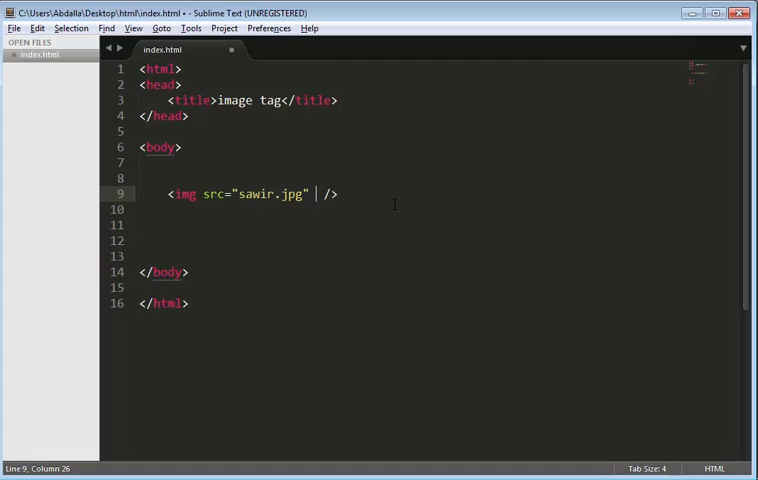 C:\Users\Abdalla\Desktop\html\index.html • - Sublime Text (UNREGISTERED)
File Edit Selection Find View Goto Tools Project Preferences Help
OPEN FILES
index.html
index.html
1 <html>
2 <head>
3 <title>image tag</title>
4 </head>
5
6 <body>
7
8
9 <img src="sawir.jpg" />
10
11
12
13
14 </body>
15
16 </html>
Line 9, Column 26
Tab Size: 4
HTML